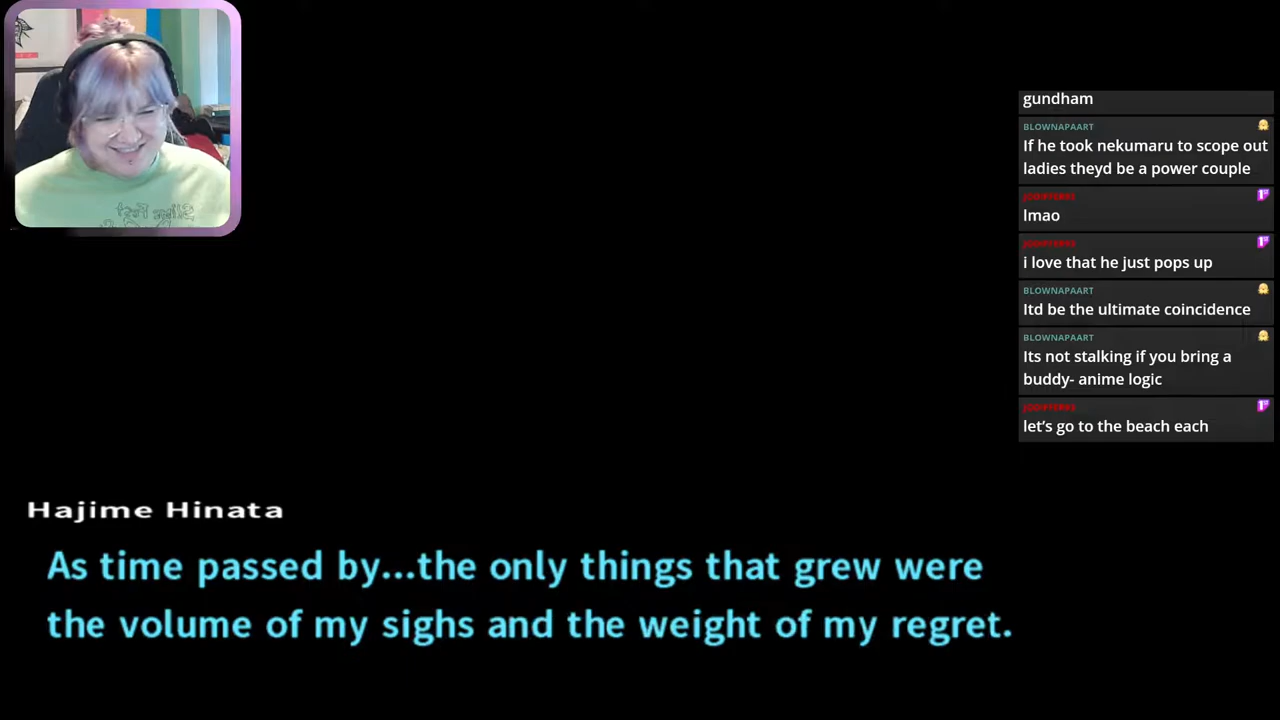 gundham
BLOWNAPAART
If he took nekumaru to scope out
ladies theyd be a power couple
lmao
i love that he just pops up
BLOWNAPAART
Itd be the ultimate coincidence
BLOWNAPAART
Its not stalking if you bring a
buddy- anime logic
let’s go to the beach each
Hajime Hinata
As time passed by...the only things that grew were
the volume of my sighs and the weight of my regret.